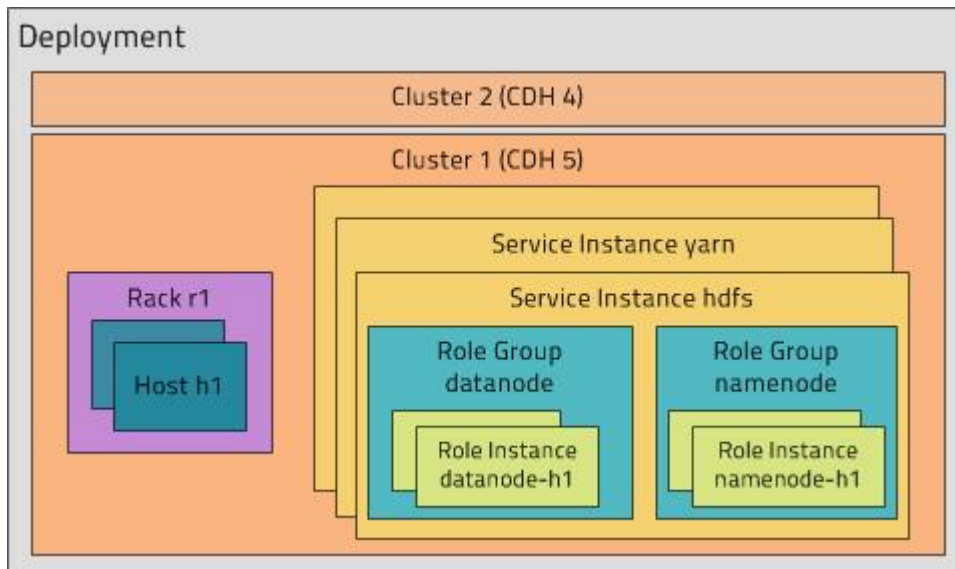 Deployment
Cluster 2 (CDH 4)
Cluster 1 (CDH 5)
Service Instance yarn
Rack r1
Service Instance hdfs
Host h1
Role Group
datanode
Role Group
namenode
Role Instance
datanode-h1
Role Instance
namenode-h1